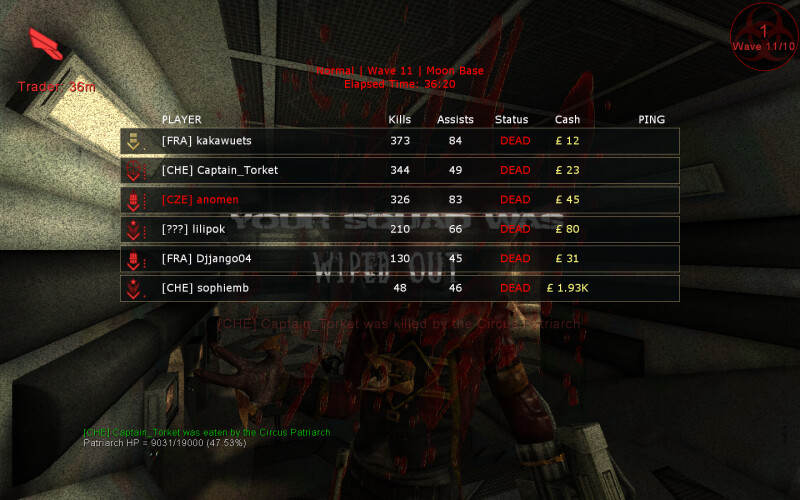 1
Wave 11/10
Trader: 36m
Normal | Wave 11 | Moon Base
Elapsed Time: 36:20
PLAYER Kills Assists Status Cash PING
[FRA] kakawuets 373 84 DEAD £ 12
[CHE] Captain_Torket 344 49 DEAD £ 23
[CZE] anomen 326 83 DEAD £ 45
YOUR SQUAD WAS
[???] lilipok 210 66 DEAD £ 80
WIPED OUT
[FRA] Djjango04 130 45 DEAD £ 31
[CHE] sophiemb 48 46 DEAD £ 1.93K
[CHE] Captain_Torket was killed by the Circus Patriarch
[CHE] Captain_Torket was eaten by the Circus Patriarch
Patriarch HP = 9031/19000 (47.53%)